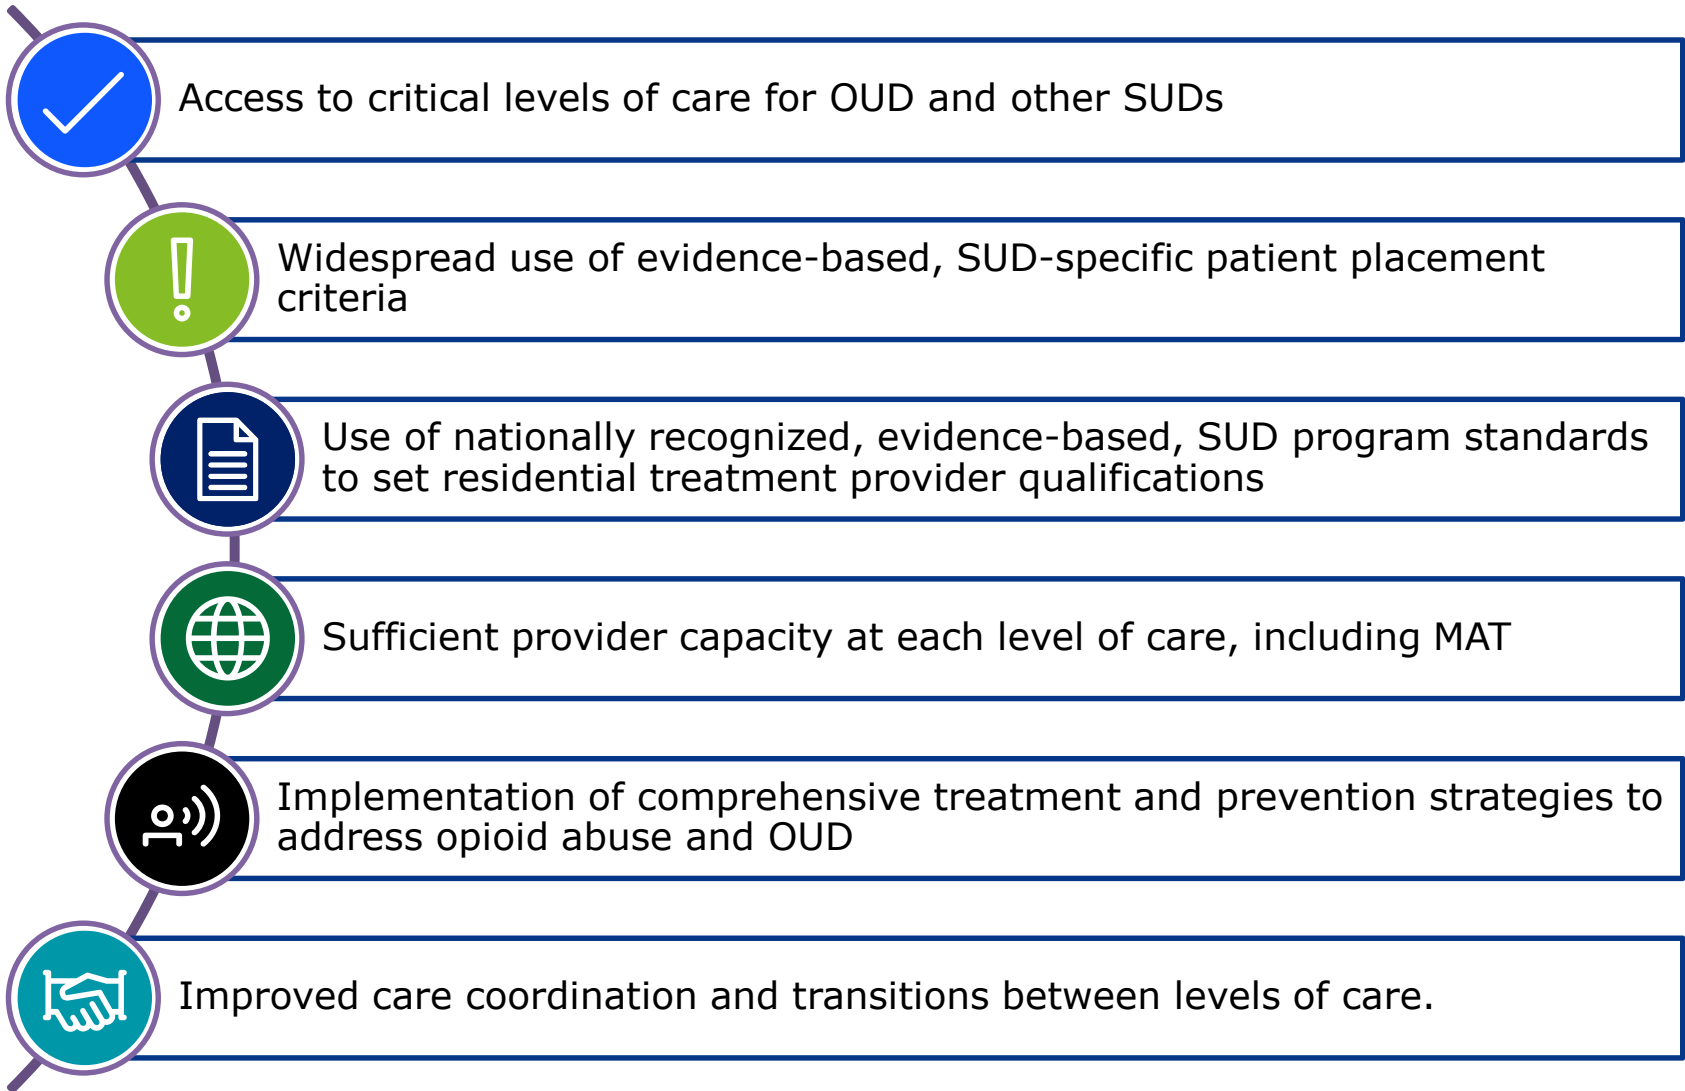 Access to critical levels of care for OUD and other SUDs
Widespread use of evidence-based, SUD-specific patient placement
criteria
Use of nationally recognized, evidence-based, SUD program standards
to set residential treatment provider qualifications
Sufficient provider capacity at each level of care, including MAT
Implementation of comprehensive treatment and prevention strategies to
address opioid abuse and OUD
Improved care coordination and transitions between levels of care.